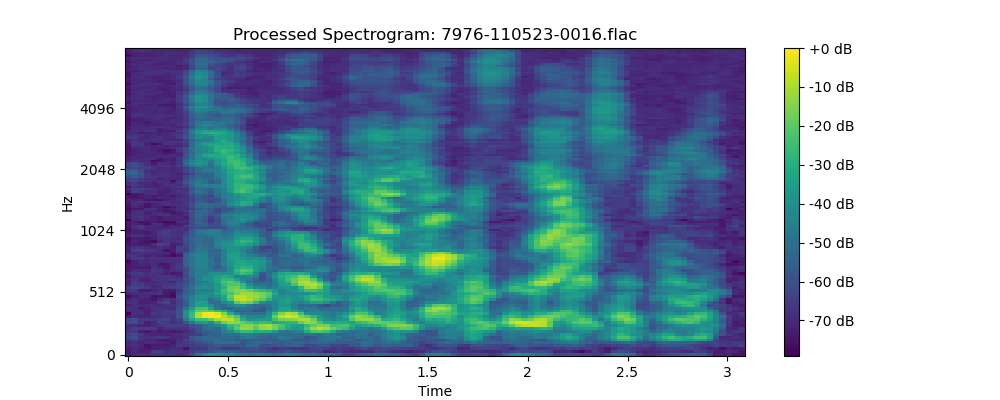 Processed Spectrogram: 7976-110523-0016.flac
Hz
4096
2048
1024
512
0
0
0.5
1
1.5
2
2.5
3
Time
+0 dB
-10 dB
-20 dB
-30 dB
-40 dB
-50 dB
-60 dB
-70 dB